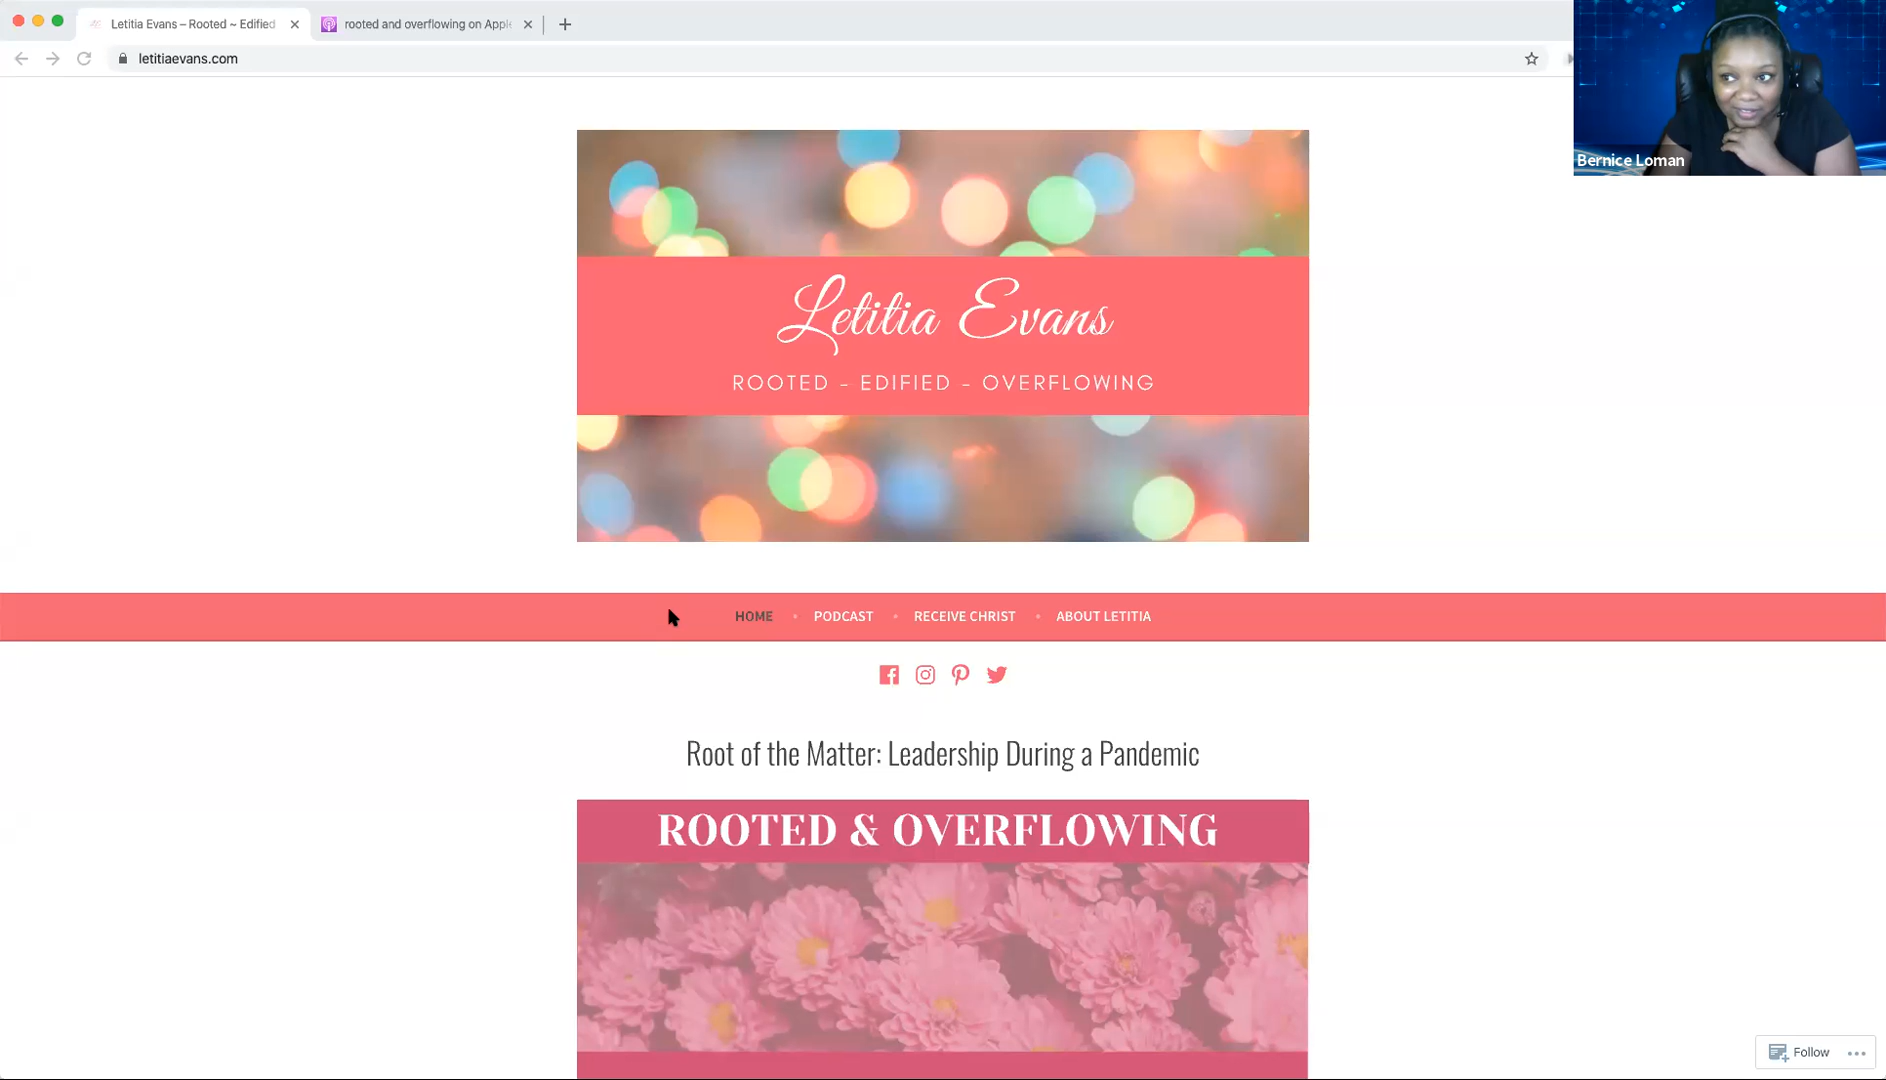 Letitia Evans – Rooted ~ Edified
rooted and overflowing on Apple
letitiaevans.com
Bernice Loman
Letitia Evans
ROOTED - EDIFIED - OVERFLOWING
HOME • PODCAST • RECEIVE CHRIST • ABOUT LETITIA
Root of the Matter: Leadership During a Pandemic
ROOTED & OVERFLOWING
Follow